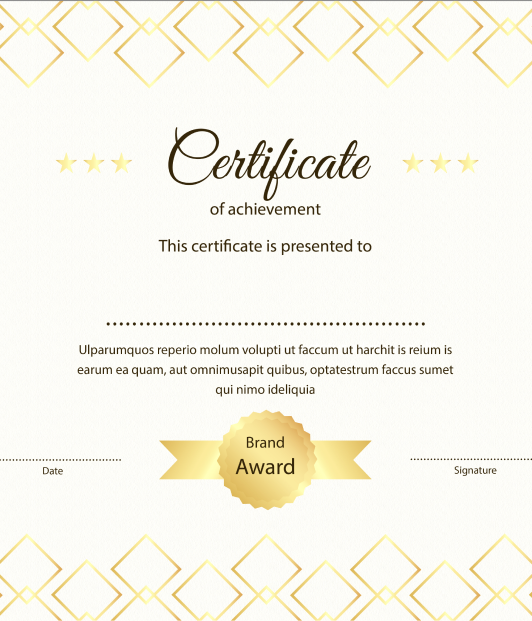 Certificate
of achievement
This certificate is presented to
Ulparumquos reperio molum volupti ut faccum ut harchit is reium is
earum ea quam, aut omnimusapit quibus, optatestrum faccus sumet
qui nimo ideliquia
Brand
Award
Date
Signature